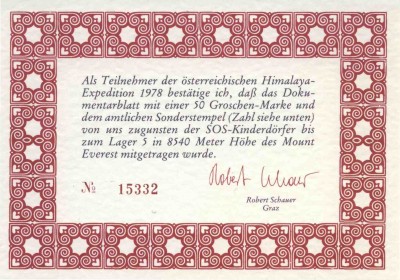 Als Teilnehmer der österreichischen Himalaya-
Expedition 1978 bestätige ich, daß das Doku-
mentarblatt mit einer 50 Groschen-Marke und
dem amtlichen Sonderstempel (Zahl siehe unten)
von uns zugunsten der SOS-Kinderdörfer bis
zum Lager 5 in 8540 Meter Höhe des Mount
Everest mitgetragen wurde.
Robert Schauer
№ 15332
Robert Schauer
Graz